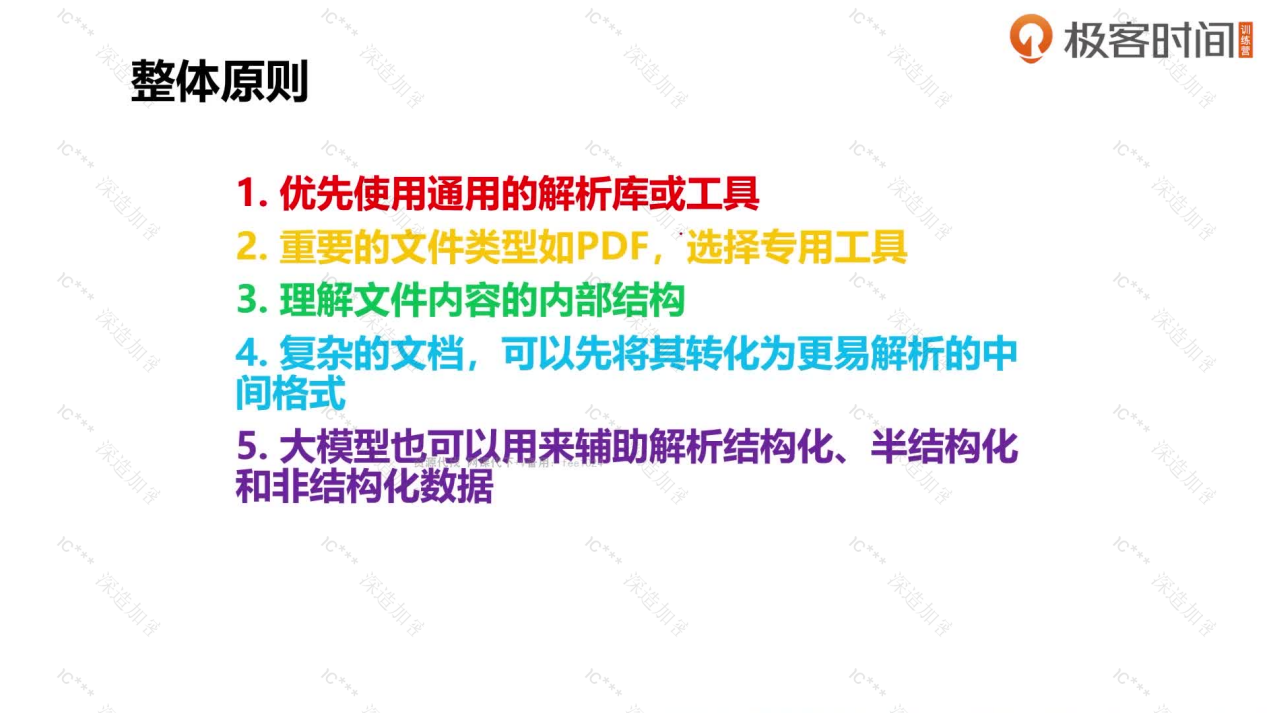 极客时间
训练营
整体原则
1. 优先使用通用的解析库或工具
2. 重要的文件类型如PDF，选择专用工具
3. 理解文件内容的内部结构
4. 复杂的文档，可以先将其转化为更易解析的中
间格式
5. 大模型也可以用来辅助解析结构化、半结构化
和非结构化数据
IC***
深造加密